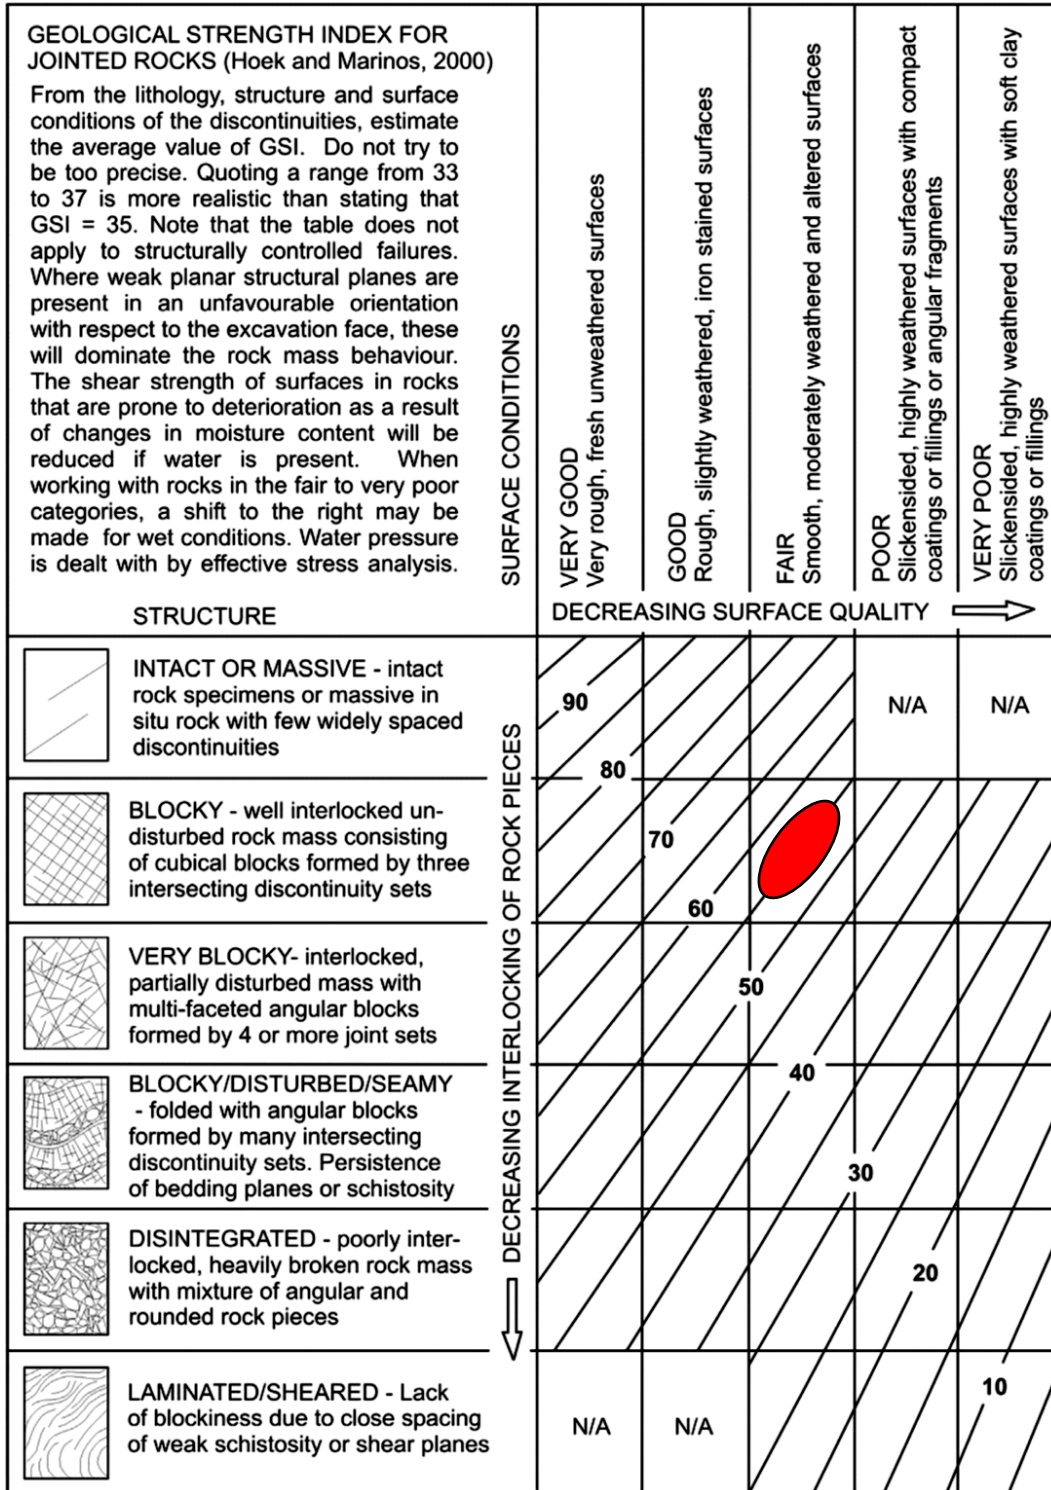 GEOLOGICAL STRENGTH INDEX FOR
JOINTED ROCKS (Hoek and Marinos, 2000)
From the lithology, structure and surface
conditions of the discontinuities, estimate
the average value of GSI. Do not try to
be too precise. Quoting a range from 33
to 37 is more realistic than stating that
GSI = 35. Note that the table does not
apply to structurally controlled failures.
Where weak planar structural planes are
present in an unfavourable orientation
with respect to the excavation face, these
will dominate the rock mass behaviour.
The shear strength of surfaces in rocks
that are prone to deterioration as a result
of changes in moisture content will be
reduced if water is present. When
working with rocks in the fair to very poor
categories, a shift to the right may be
made for wet conditions. Water pressure
is dealt with by effective stress analysis.
STRUCTURE
SURFACE CONDITIONS
VERY GOOD
Very rough, fresh unweathered surfaces
GOOD
Rough, slightly weathered, iron stained surfaces
FAIR
Smooth, moderately weathered and altered surfaces
POOR
Slickensided, highly weathered surfaces with compact
coatings or fillings or angular fragments
VERY POOR
Slickensided, highly weathered surfaces with soft clay
coatings or fillings
DECREASING SURFACE QUALITY
DECREASING INTERLOCKING OF ROCK PIECES
INTACT OR MASSIVE - intact
rock specimens or massive in
situ rock with few widely spaced
discontinuities
90
N/A
N/A
80
BLOCKY - well interlocked un-
disturbed rock mass consisting
of cubical blocks formed by three
intersecting discontinuity sets
70
60
VERY BLOCKY- interlocked,
partially disturbed mass with
multi-faceted angular blocks
formed by 4 or more joint sets
50
40
BLOCKY/DISTURBED/SEAMY
- folded with angular blocks
formed by many intersecting
discontinuity sets. Persistence
of bedding planes or schistosity
30
DISINTEGRATED - poorly inter-
locked, heavily broken rock mass
with mixture of angular and
rounded rock pieces
20
LAMINATED/SHEARED - Lack
of blockiness due to close spacing
of weak schistosity or shear planes
N/A
N/A
10